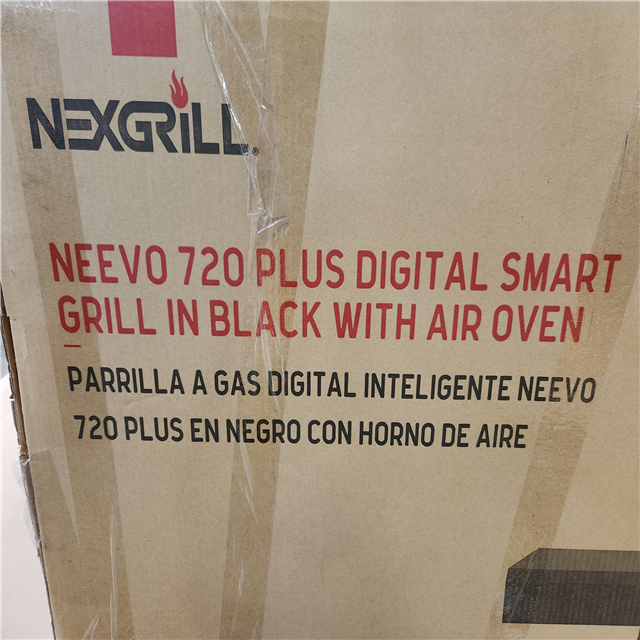 NEXGRILL®
NEEVO 720 PLUS DIGITAL SMART
GRILL IN BLACK WITH AIR OVEN
PARRILLA A GAS DIGITAL INTELIGENTE NEEVO
720 PLUS EN NEGRO CON HORNO DE AIRE